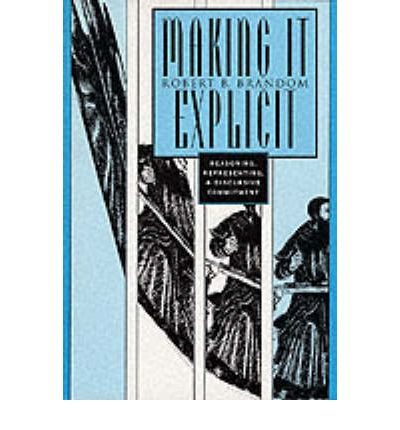 MAKING IT
ROBERT B. BRANDOM
EXPLICIT
REASONING,
REPRESENTING,
& DISCURSIVE
COMMITMENT